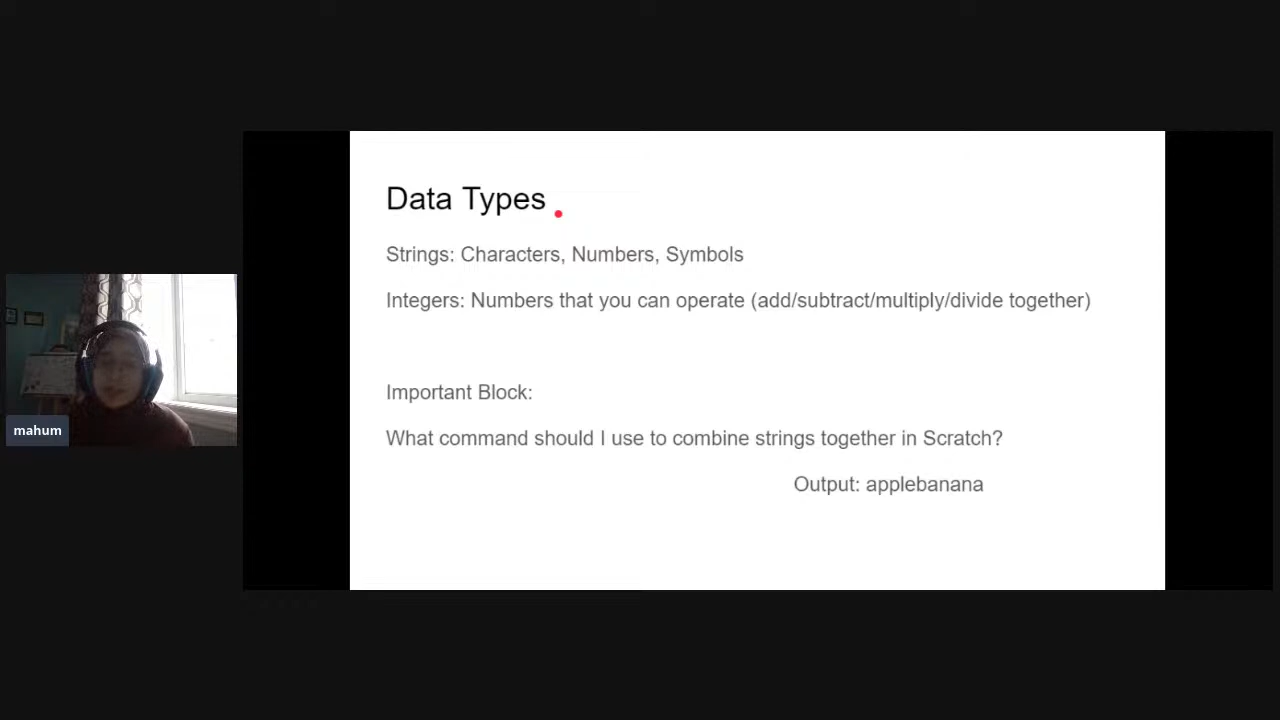 Data Types
Strings: Characters, Numbers, Symbols
Integers: Numbers that you can operate (add/subtract/multiply/divide together)
Important Block:
What command should I use to combine strings together in Scratch?
Output: applebanana
mahum